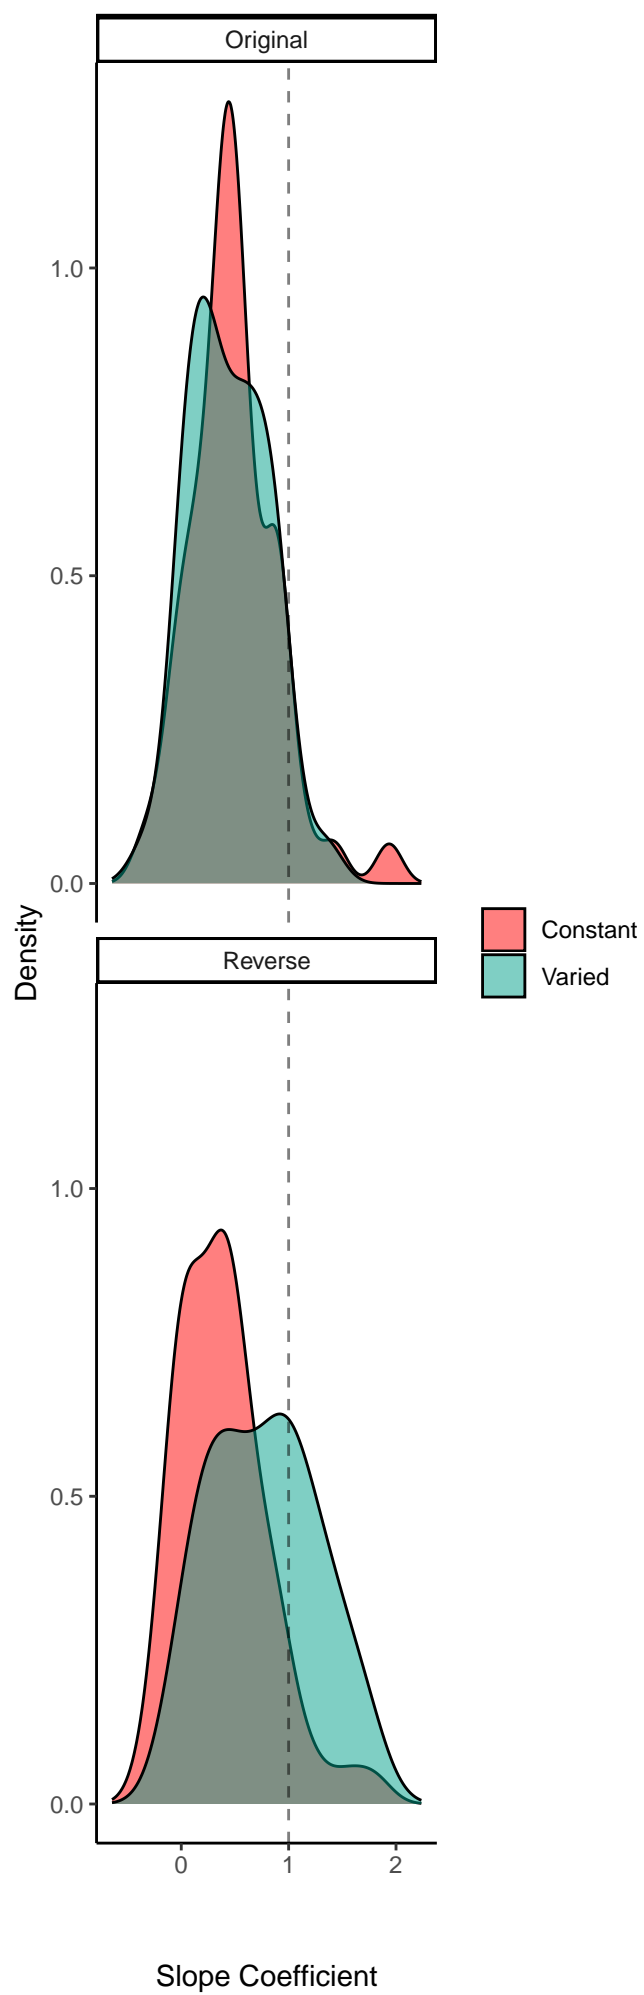 Original
1.0
0.5
0.0
Density
Constant
Varied
Reverse
1.0
0.5
0.0
0 1 2
Slope Coefficient